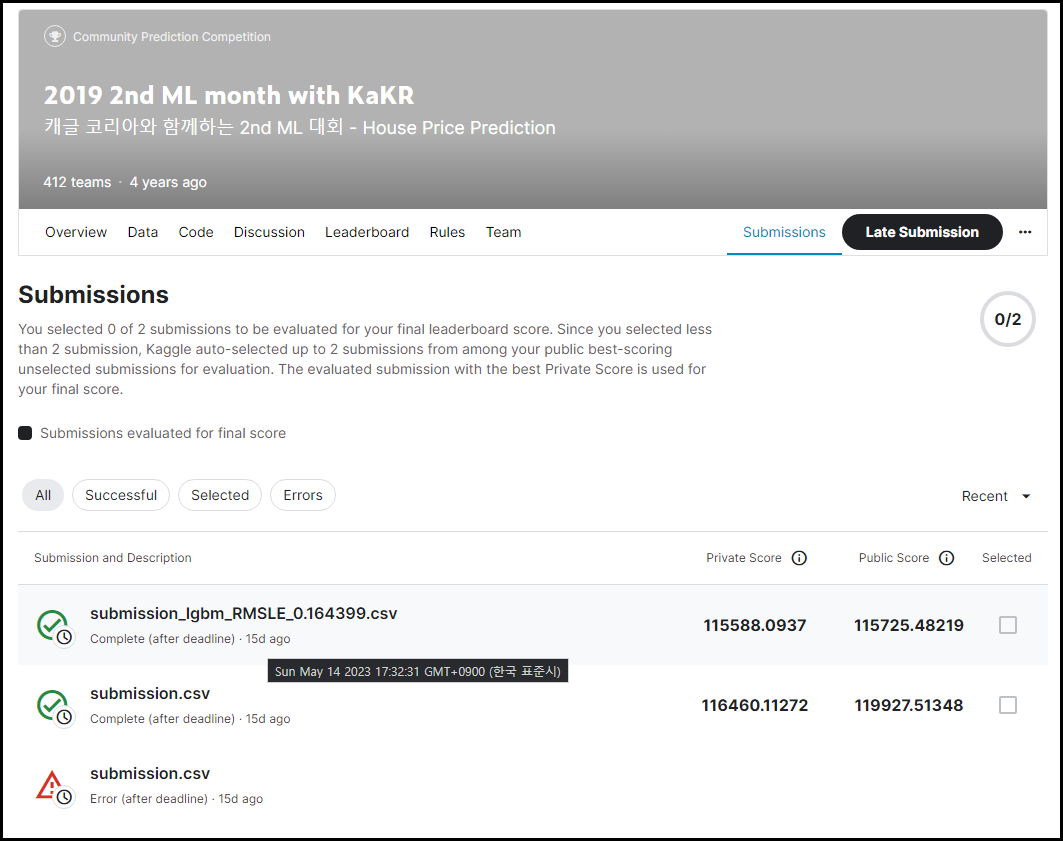 Community Prediction Competition
2019 2nd ML month with KaKR
캐글 코리아와 함께하는 2nd ML 대회 - House Price Prediction
412 teams · 4 years ago
Overview Data Code Discussion Leaderboard Rules Team Submissions Late Submission ...
Submissions
0/2
You selected 0 of 2 submissions to be evaluated for your final leaderboard score. Since you selected less
than 2 submission, Kaggle auto-selected up to 2 submissions from among your public best-scoring
unselected submissions for evaluation. The evaluated submission with the best Private Score is used for
your final score.
Submissions evaluated for final score
All Successful Selected Errors Recent
Submission and Description Private Score Public Score Selected
submission_lgbm_RMSLE_0.164399.csv 115588.0937 115725.48219
Complete (after deadline) · 15d ago
Sun May 14 2023 17:32:31 GMT+0900 (한국 표준시)
submission.csv 116460.11272 119927.51348
Complete (after deadline) · 15d ago
submission.csv
Error (after deadline) · 15d ago